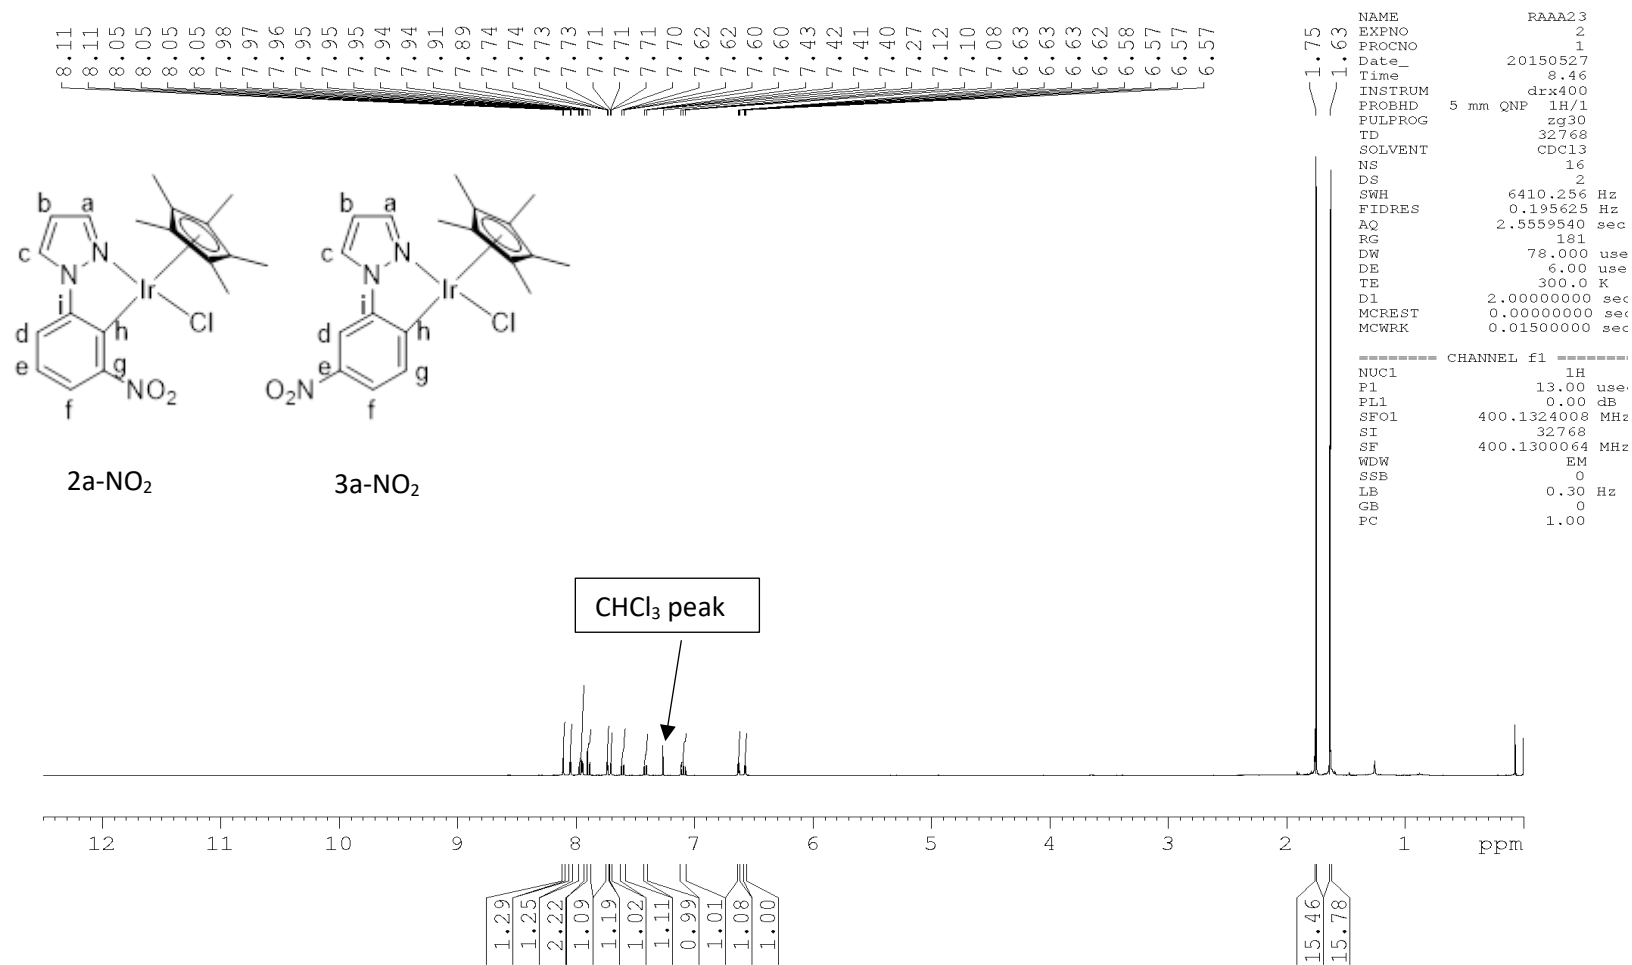 8.11 8.11 8.05 8.05 8.05 8.05 7.98 7.97 7.96 7.95 7.95 7.95 7.94 7.94 7.91 7.89 7.74 7.74 7.73 7.73 7.71 7.71 7.71 7.70 7.62 7.62 7.60 7.60 7.43 7.42 7.41 7.40 7.27 7.12 7.10 7.08 6.63 6.63 6.63 6.62 6.58 6.57 6.57 6.57 1.75 1.63
NAME RAAA23
EXPNO 2
PROCNO 1
Date_ 20150527
Time 8.46
INSTRUM drx400
PROBHD 5 mm QNP 1H/1
PULPROG zg30
TD 32768
SOLVENT CDCl3
NS 16
DS 2
SWH 6410.256 Hz
FIDRES 0.195625 Hz
AQ 2.5559540 sec
RG 181
DW 78.000 use
DE 6.00 use
TE 300.0 K
D1 2.00000000 sec
MCREST 0.00000000 sec
MCWRK 0.01500000 sec
======== CHANNEL f1 ========
NUC1 1H
P1 13.00 usec
PL1 0.00 dB
SFO1 400.1324008 MHz
SI 32768
SF 400.1300064 MHz
WDW EM
SSB 0
LB 0.30 Hz
GB 0
PC 1.00
b a
c N
N Ir
i Cl
d h
e g
f NO₂
b a
c N
N Ir
i Cl
d h
e g
O₂N f
2a-NO₂ 3a-NO₂
CHCl₃ peak
12 11 10 9 8 7 6 5 4 3 2 1 ppm
1.29 1.25 2.22 1.09 1.19 1.02 1.11 0.99 1.01 1.08 1.00 15.46 15.78